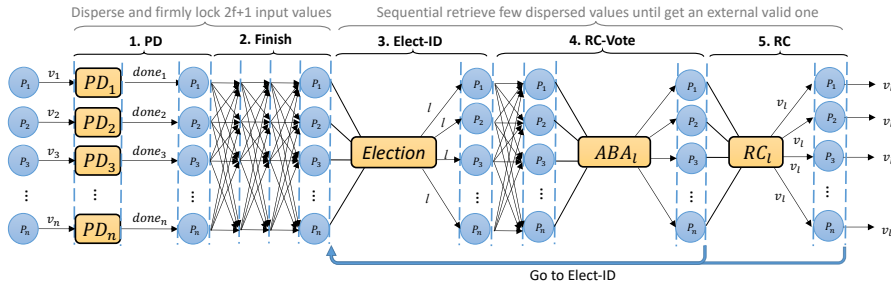 Disperse and firmly lock 2f+1 input values
Sequential retrieve few dispersed values until get an external valid one
1. PD
2. Finish
3. Elect-ID
4. RC-Vote
5. RC
P₁ v₁ PD₁ done₁ P₁ P₁ P₁ P₁ P₁ P₁ vₗ
P₂ v₂ PD₂ done₂ P₂ P₂ P₂ P₂ P₂ P₂ vₗ
P₃ v₃ PD₃ done₃ P₃ P₃ Election P₃ P₃ ABAₗ P₃ RCₗ P₃ vₗ
l l l l
vₗ vₗ vₗ vₗ
... ... ... ... ... ... ... ...
Pₙ vₙ PDₙ doneₙ Pₙ Pₙ Pₙ Pₙ Pₙ Pₙ vₗ
Go to Elect-ID